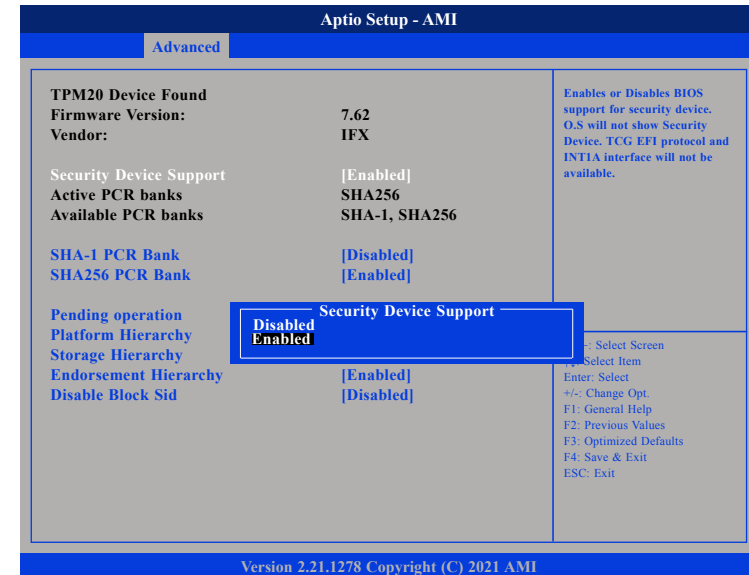 Aptio Setup - AMI
Advanced
TPM20 Device Found
Firmware Version: 7.62
Vendor: IFX
Security Device Support [Enabled]
Active PCR banks SHA256
Available PCR banks SHA-1, SHA256
SHA-1 PCR Bank [Disabled]
SHA256 PCR Bank [Enabled]
Pending operation
Platform Hierarchy
Storage Hierarchy
Endorsement Hierarchy [Enabled]
Disable Block Sid [Disabled]
Security Device Support
Disabled
Enabled
Enables or Disables BIOS
support for security device.
O.S will not show Security
Device. TCG EFI protocol and
INT1A interface will not be
available.
: Select Screen
Select Item
Enter: Select
+/-: Change Opt.
F1: General Help
F2: Previous Values
F3: Optimized Defaults
F4: Save & Exit
ESC: Exit
Version 2.21.1278 Copyright (C) 2021 AMI